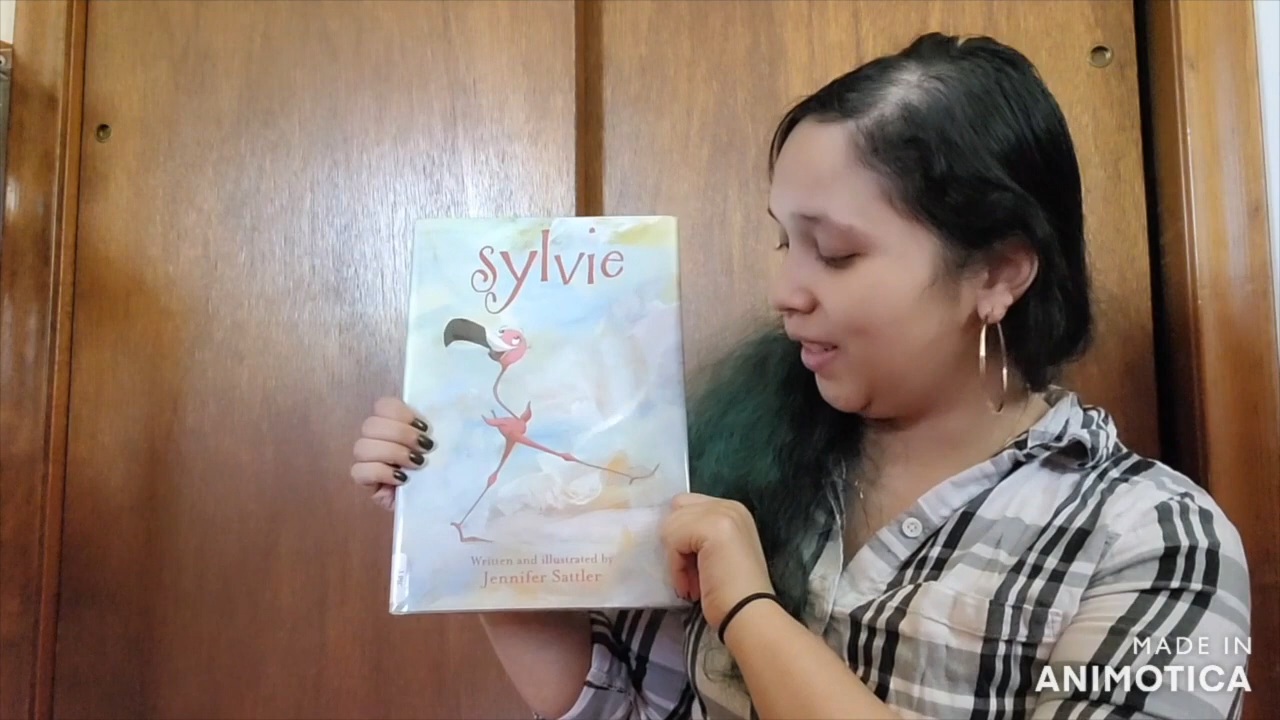 sylvie
Written and illustrated by
Jennifer Sattler
MADE IN
ANIMOTICA